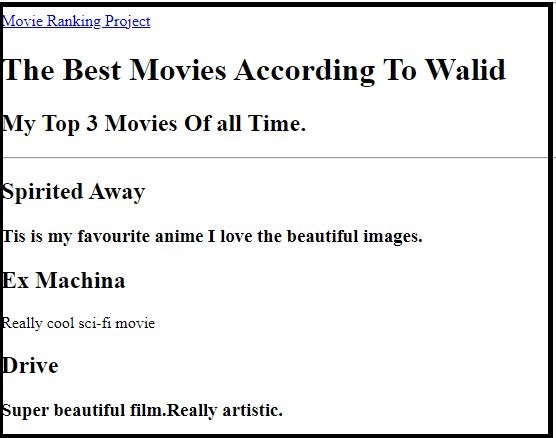 Movie Ranking Project
The Best Movies According To Walid
My Top 3 Movies Of all Time.
Spirited Away
Tis is my favourite anime I love the beautiful images.
Ex Machina
Really cool sci-fi movie
Drive
Super beautiful film.Really artistic.